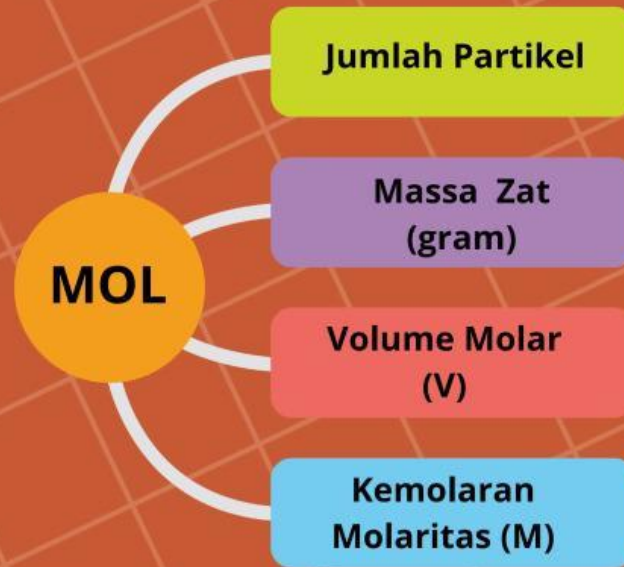 Jumlah Partikel
Massa Zat
(gram)
MOL
Volume Molar
(V)
Kemolaran
Molaritas (M)